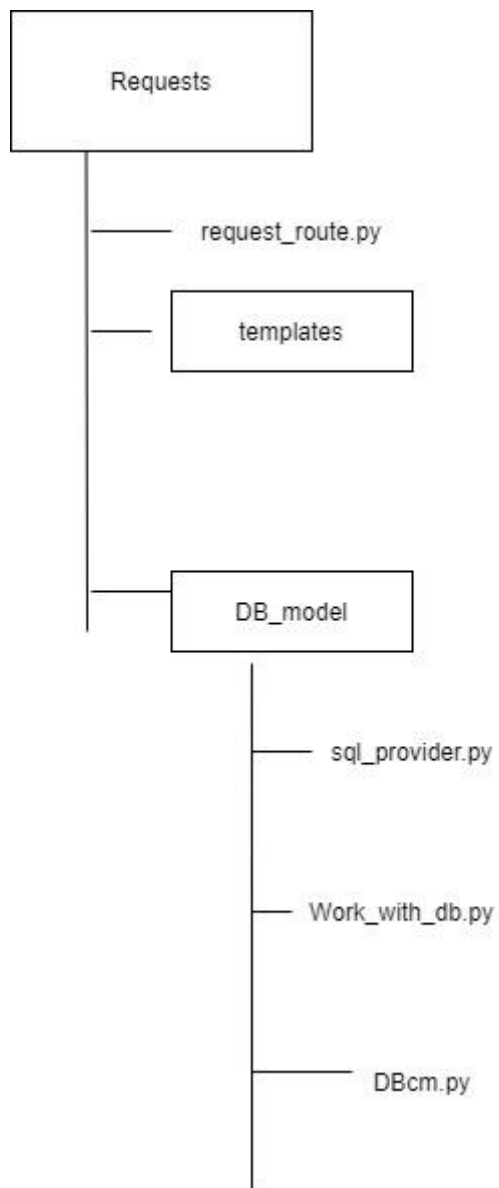 Requests
request_route.py
templates
DB_model
sql_provider.py
Work_with_db.py
DBcm.py